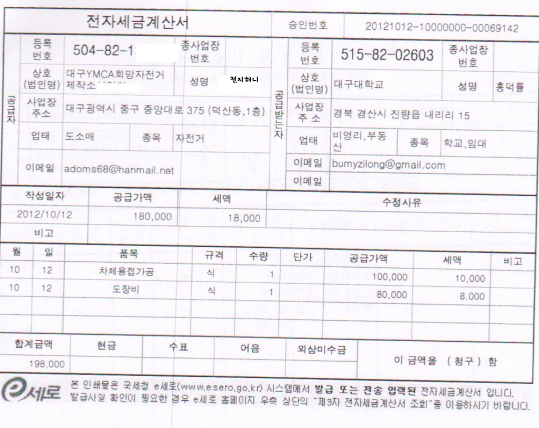 전자세금계산서 승인번호 20121012-10000000-00069142
공급자
등록번호 504-82-1 종사업장번호
상호(법인명) 대구YMCA희망자전거제작소 성명
사업장주소 대구광역시 중구 중앙대로 375 (덕산동,1층)
업태 도소매 종목 자전거
이메일 adoms68@hanmail.net
공급받는자
등록번호 515-82-02603 종사업장번호
상호(법인명) 대구대학교 성명 홍덕률
사업장주소 경북 경산시 진량읍 내리리 15
업태 비영리,부동산 종목 학교,임대
이메일 bumyzilong@gmail.com
이메일
작성일자 공급가액 세액 수정사유
2012/10/12 180,000 18,000
비고
월 일 품목 규격 수량 단가 공급가액 세액 비고
10 12 차체용접가공 식 1 100,000 10,000
10 12 도장비 식 1 80,000 8,000
합계금액 현금 수표 어음 외상미수금 이 금액을 (청구) 함
198,000
e세로 본 인쇄물은 국세청 e세로(www.esero.go.kr) 시스템에서 발급 또는 전송 입력된 전자세금계산서 입니다.
발급사실 확인이 필요한 경우 e세로 홈페이지 우측 상단의 "제3자 전자세금계산서 조회"를 이용하시기 바랍니다.